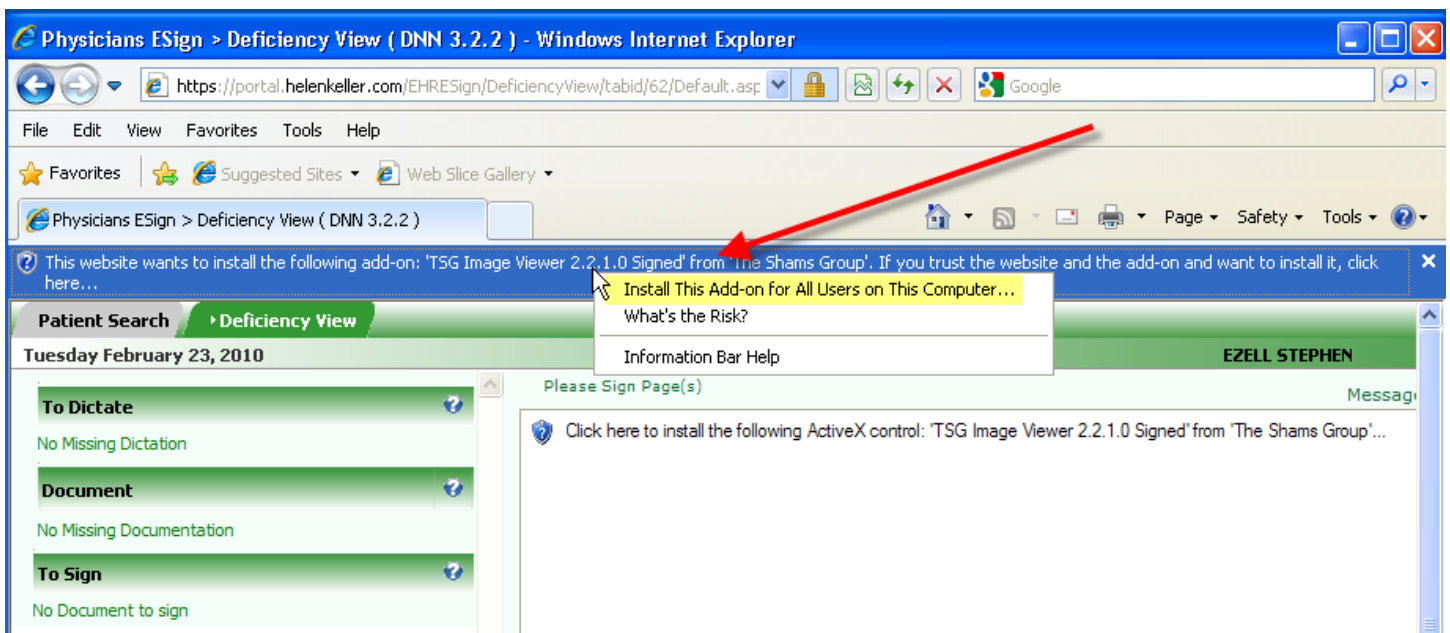 Physicians ESign > Deficiency View ( DNN 3.2.2 ) - Windows Internet Explorer
https://portal.helenkeller.com/EHRESign/DeficiencyView/tabid/62/Default.asp
Google
File Edit View Favorites Tools Help
Favorites Suggested Sites Web Slice Gallery
Physicians ESign > Deficiency View ( DNN 3.2.2 )
Page Safety Tools
This website wants to install the following add-on: 'TSG Image Viewer 2.2.1.0 Signed' from 'The Shams Group'. If you trust the website and the add-on and want to install it, click
here...
Install This Add-on for All Users on This Computer...
What's the Risk?
Information Bar Help
Patient Search Deficiency View
Tuesday February 23, 2010
EZELL STEPHEN
To Dictate
No Missing Dictation
Document
No Missing Documentation
To Sign
No Document to sign
Please Sign Page(s)
Messag
Click here to install the following ActiveX control: 'TSG Image Viewer 2.2.1.0 Signed' from 'The Shams Group'...